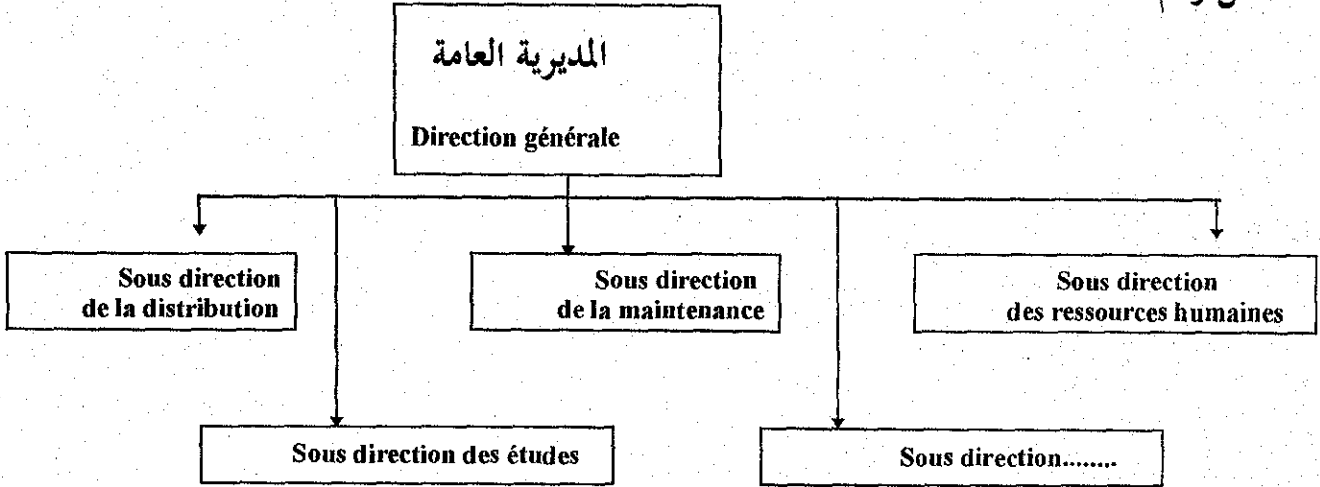 المديرية العامة
Direction générale
Sous direction
de la distribution
Sous direction
de la maintenance
Sous direction
des ressources humaines
Sous direction des études
Sous direction........